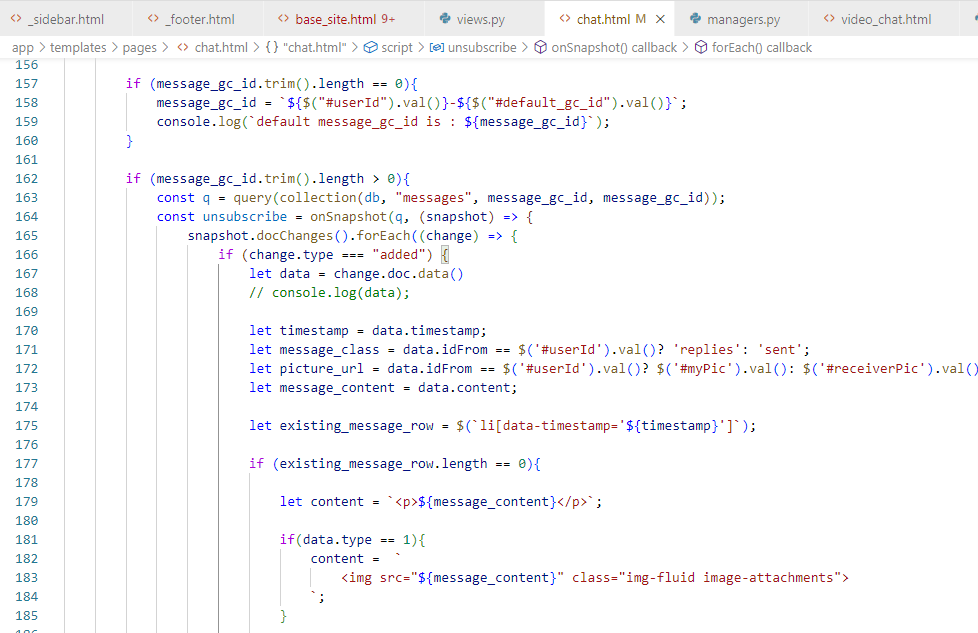 _sidebar.html _footer.html base_site.html 9+ views.py chat.html M managers.py video_chat.html
app > templates > pages > chat.html > {} "chat.html" > script > unsubscribe > onSnapshot() callback > forEach() callback
156
157 if (message_gc_id.trim().length == 0){
158 message_gc_id = `${$("#userId").val()}-${$("#default_gc_id").val()}`;
159 console.log(`default message_gc_id is : ${message_gc_id}`);
160 }
161
162 if (message_gc_id.trim().length > 0){
163 const q = query(collection(db, "messages", message_gc_id, message_gc_id));
164 const unsubscribe = onSnapshot(q, (snapshot) => {
165 snapshot.docChanges().forEach((change) => {
166 if (change.type === "added") {
167 let data = change.doc.data()
168 // console.log(data);
169
170 let timestamp = data.timestamp;
171 let message_class = data.idFrom == $('#userId').val()? 'replies': 'sent';
172 let picture_url = data.idFrom == $('#userId').val()? $('#myPic').val(): $('#receiverPic').val()
173 let message_content = data.content;
174
175 let existing_message_row = $(`li[data-timestamp='${timestamp}']`);
176
177 if (existing_message_row.length == 0){
178
179 let content = `<p>${message_content}</p>`;
180
181 if(data.type == 1){
182 content = `
183 <img src="${message_content}" class="img-fluid image-attachments">
184 `;
185 }